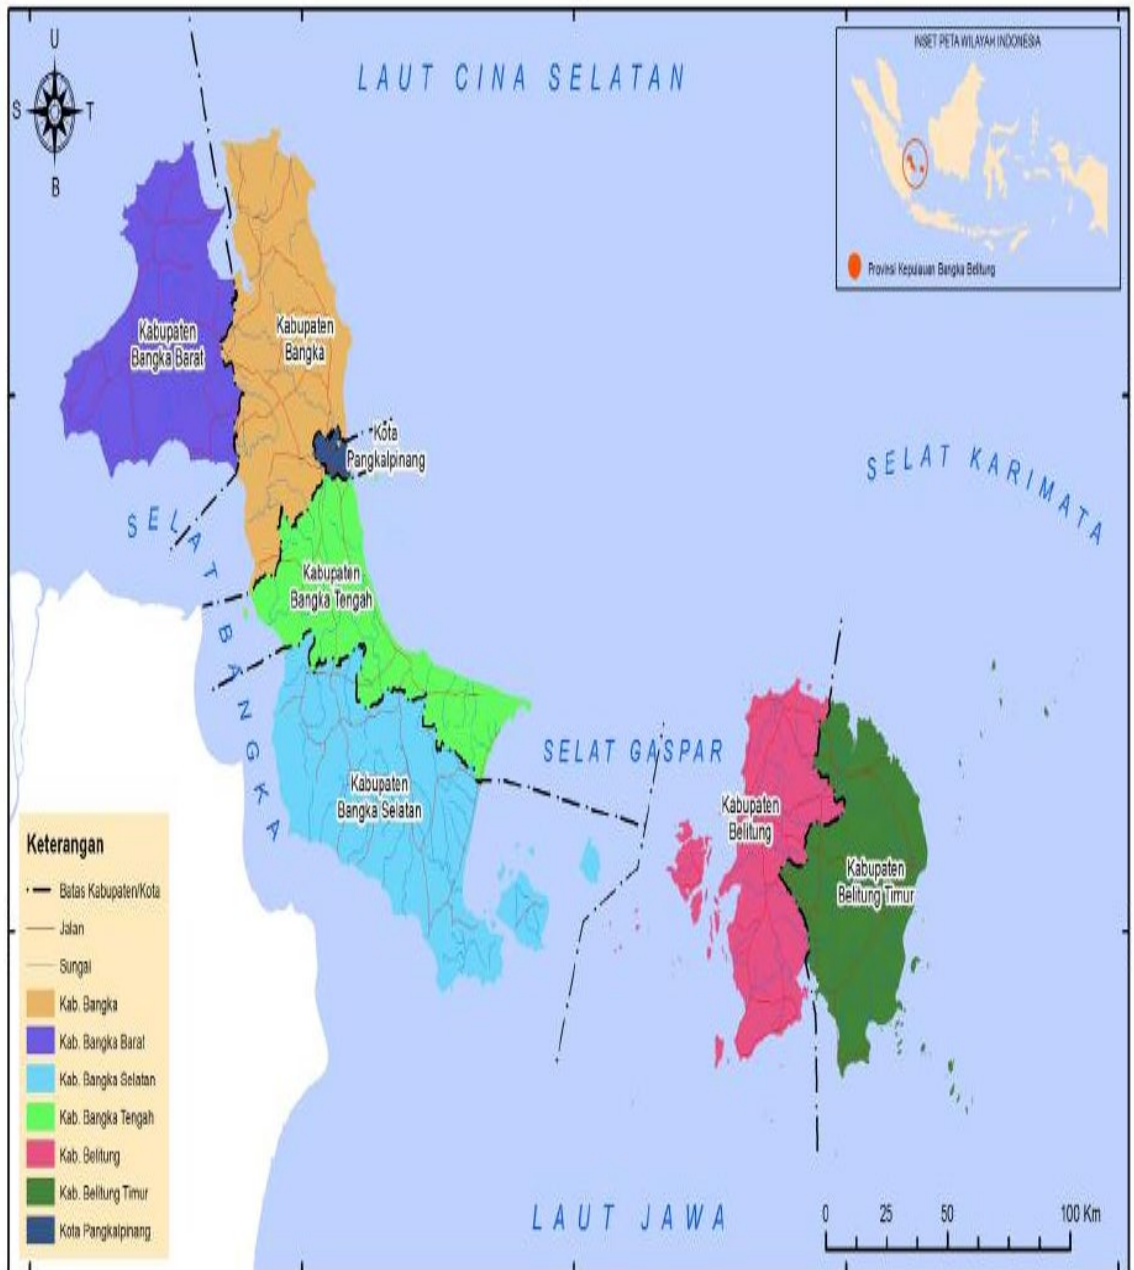 U
S T
B
LAUT CINA SELATAN
INSET PETA WILAYAH INDONESIA
Provinsi Kepulauan Bangka Belitung
Kabupaten
Bangka Barat
Kabupaten
Bangka
Kota
Pangkalpinang
SELAT KARIMATA
SELAT BANGKA
Kabupaten
Bangka Tengah
SELAT GASPAR
Kabupaten
Bangka Selatan
Kabupaten
Belitung
Kabupaten
Belitung Timur
Keterangan
Batas Kabupaten/Kota
Jalan
Sungai
Kab. Bangka
Kab. Bangka Barat
Kab. Bangka Selatan
Kab. Bangka Tengah
Kab. Belitung
Kab. Belitung Timur
Kota Pangkalpinang
LAUT JAWA
0 25 50 100 Km